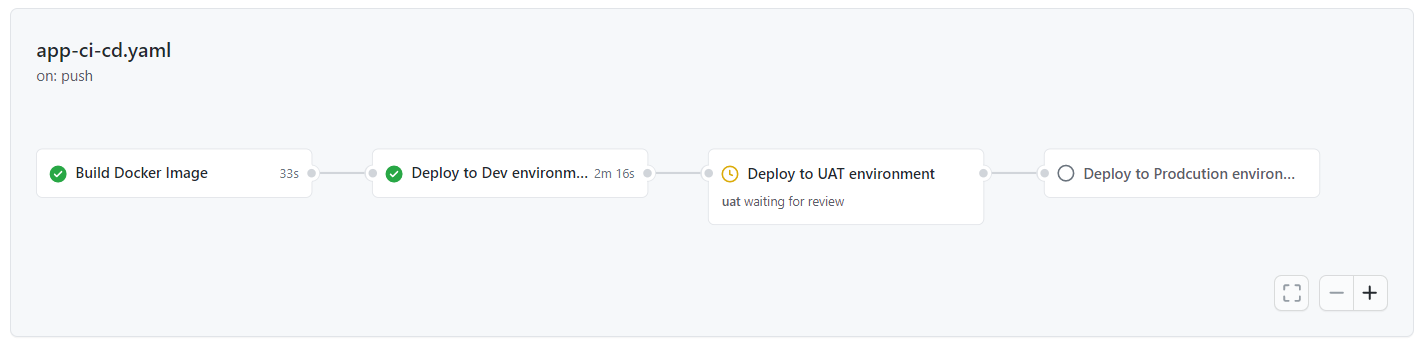 app-ci-cd.yaml
on: push
Build Docker Image 33s
Deploy to Dev environm... 2m 16s
Deploy to UAT environment
uat waiting for review
Deploy to Prodcution environ...